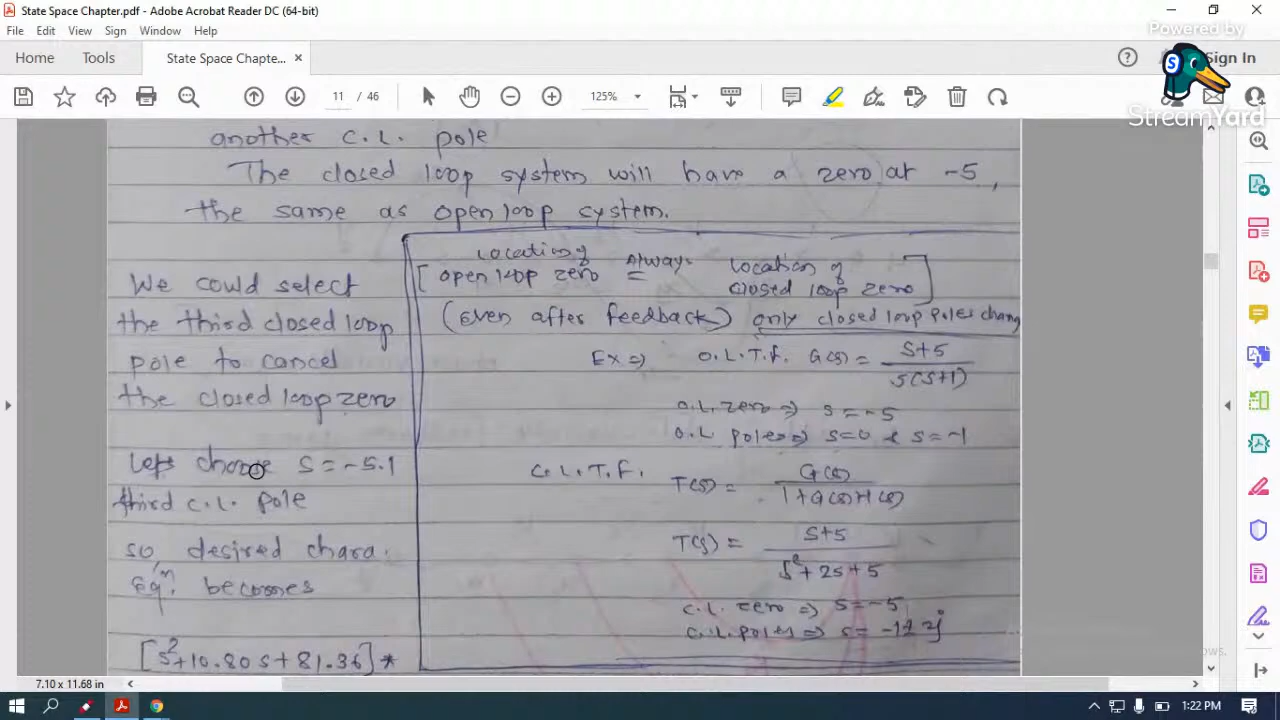 State Space Chapter.pdf - Adobe Acrobat Reader DC (64-bit)
File Edit View Sign Window Help
Home Tools State Space Chapte... × Sign In
Powered by
StreamYard
11 / 46 125%
another C.L. pole
The closed loop system will have a zero at -5,
the same as open loop system.
We could select
the third closed loop
pole to cancel
the closed loop zero
Lets choose S = -5.1
third C.L. pole
so, desired chara.
eqⁿ. becomes
[S²+10.80S+81.36]*
[Location of open loop zero Always = Location of closed loop zero]
(Even after feedback) only closed loop poles chang
Ex ⇒ O.L.T.F. G(s) = S+5 / S(S+1)
O.L. zero ⇒ S = -5
O.L. poles ⇒ S=0 & S = -1
C.L.T.F. T(s) = G(s) / 1+G(s)H(s)
T(s) = S+5 / S²+2S+5
C.L. zero ⇒ S = -5
C.L. poles ⇒ S = -1±2j
7.10 x 11.68 in
1:22 PM